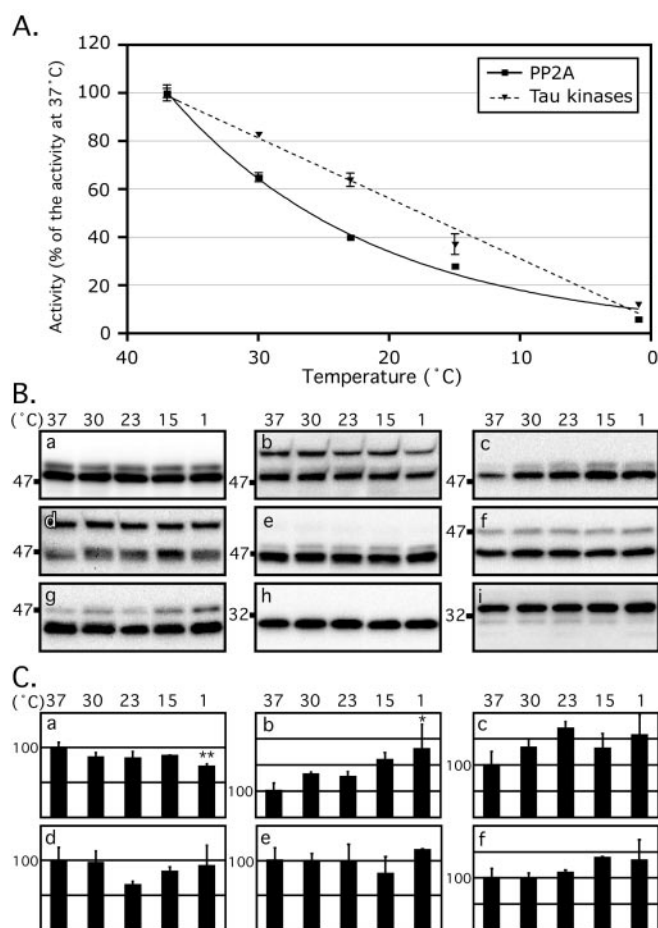 A.
120
100
80
60
40
20
0
Activity (% of the activity at 37˚C)
PP2A
Tau kinases
40 30 20 10 0
Temperature (˚C)
B.
(˚C) 37 30 23 15 1 37 30 23 15 1 37 30 23 15 1
a b c
47 47 47
d e f
47 47 47
g h i
47 32 32
C.
(˚C) 37 30 23 15 1 37 30 23 15 1 37 30 23 15 1
a b c
** *
100 100 100
d e f
100 100 100